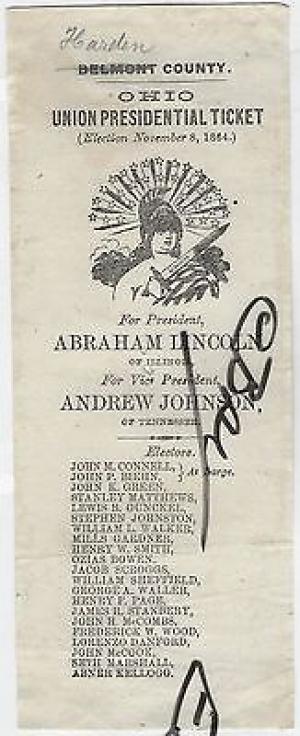 Harden
BELMONT COUNTY.
OHIO
UNION PRESIDENTIAL TICKET
(Election November 8, 1864.)
For President,
ABRAHAM LINCOLN,
OF ILLINOIS.
For Vice President,
ANDREW JOHNSON,
OF TENNESSEE.
Electors.
JOHN M. CONNELL, } At large.
JOHN P. BIEHN,
JOHN K. GREEN,
STANLEY MATTHEWS,
LEWIS B. GUNCKEL,
STEPHEN JOHNSTON,
WILLIAM L. WALKER,
MILLS GARDNER,
HENRY W. SMITH,
OZIAS BOWEN,
JACOB SCROGGS,
WILLIAM SHEFFIELD,
GEORGE A. WALLER,
HENRY F. PAGE,
JAMES R. STANBERY,
JOHN H. McCOMBS,
FREDERICK W. WOOD,
LORENZO DANFORD,
JOHN McCOOK,
SETH MARSHALL,
ABNER KELLOGG.